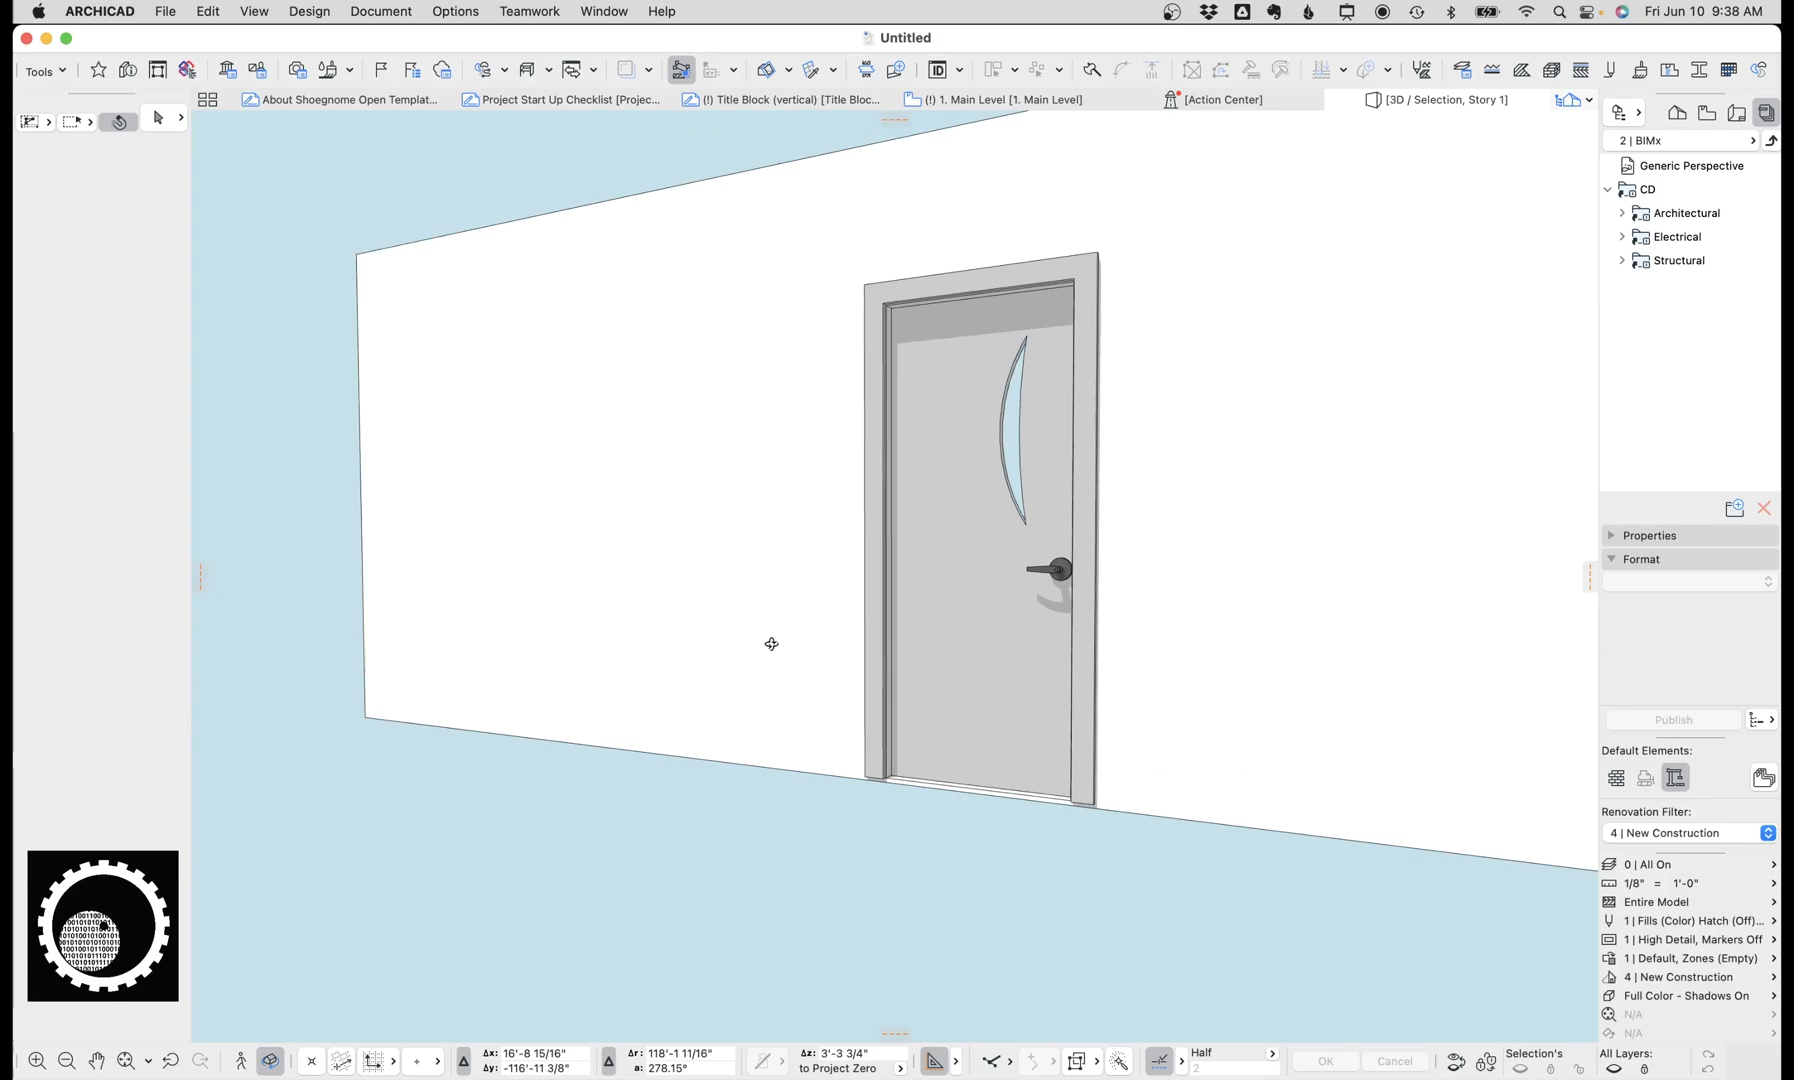 ARCHICAD File Edit View Design Document Options Teamwork Window Help Fri Jun 10 9:38 AM
Untitled
Tools
About Shoegnome Open Templat... Project Start Up Checklist [Projec... (!) Title Block (vertical) [Title Bloc... (!) 1. Main Level [1. Main Level] [Action Center] [3D / Selection, Story 1]
2 | BIMx
Generic Perspective
CD
Architectural
Electrical
Structural
Properties
Format
Publish
Default Elements:
Renovation Filter:
4 | New Construction
0 | All On
1/8" = 1'-0"
Entire Model
1 | Fills (Color) Hatch (Off)...
1 | High Detail, Markers Off
1 | Default, Zones (Empty)
4 | New Construction
Full Color - Shadows On
N/A
N/A
Δx: 16'-8 15/16" Δr: 118'-1 11/16" Δz: 3'-3 3/4" Half OK Cancel Selection's All Layers:
Δy: -116'-11 3/8" a: 278.15° to Project Zero 2